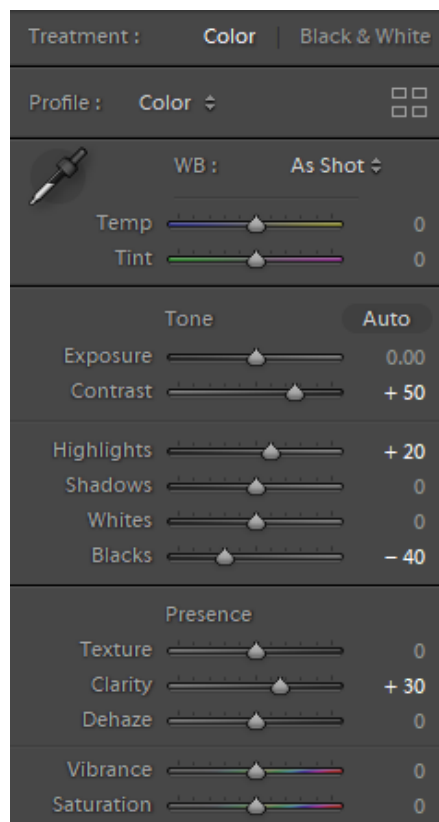 Treatment : Color | Black & White
Profile : Color
WB : As Shot
Temp 0
Tint 0
Tone Auto
Exposure 0.00
Contrast + 50
Highlights + 20
Shadows 0
Whites 0
Blacks – 40
Presence
Texture 0
Clarity + 30
Dehaze 0
Vibrance 0
Saturation 0